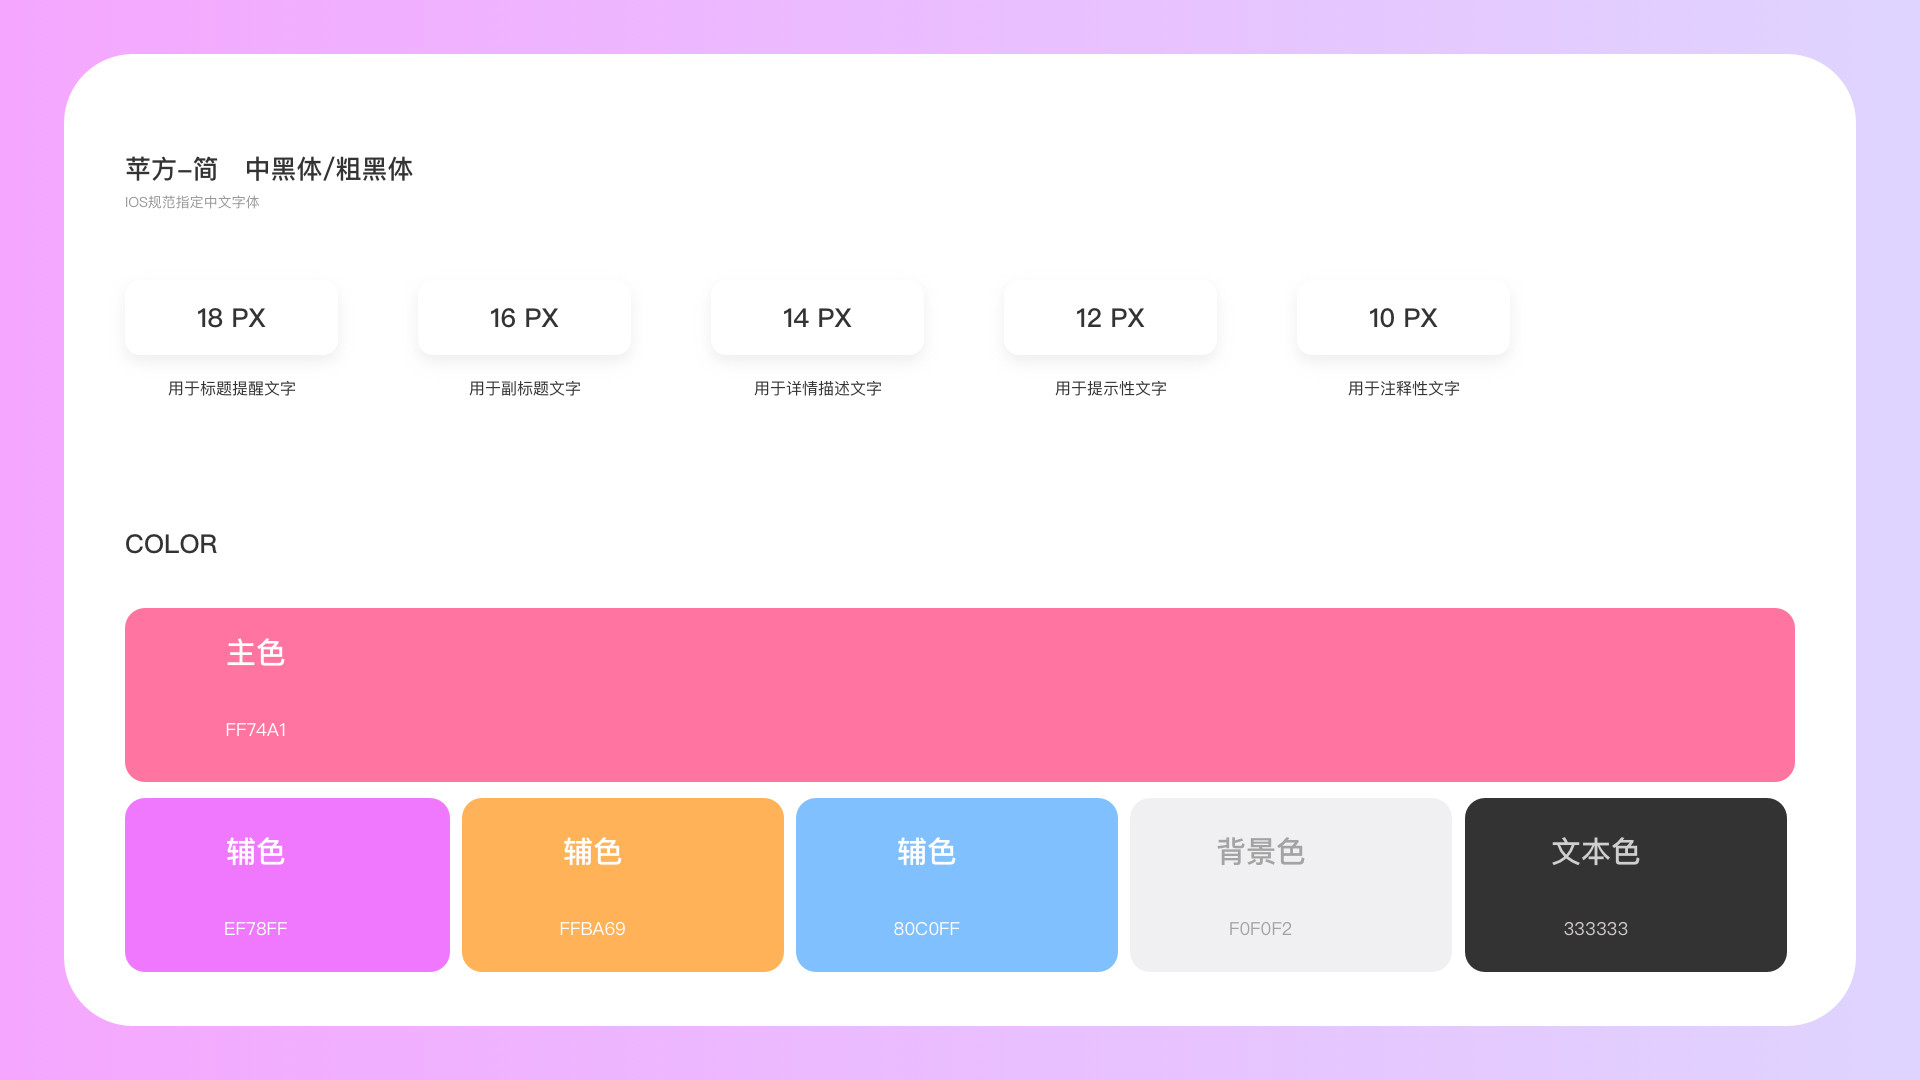 苹方-简　中黑体/粗黑体
IOS规范指定中文字体
18 PX
16 PX
14 PX
12 PX
10 PX
用于标题提醒文字
用于副标题文字
用于详情描述文字
用于提示性文字
用于注释性文字
COLOR
主色
FF74A1
辅色
辅色
辅色
背景色
文本色
EF78FF
FFBA69
80C0FF
F0F0F2
333333